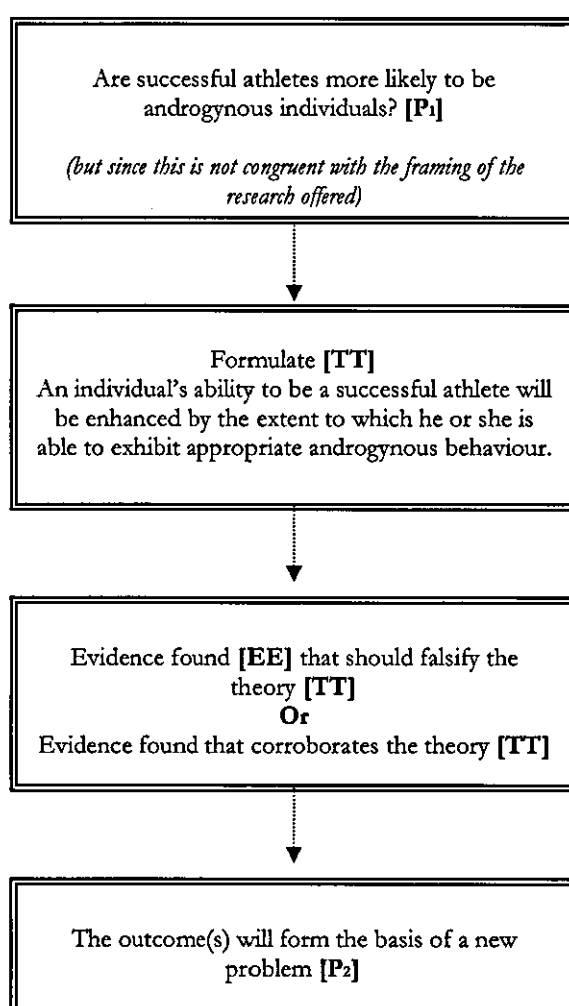 Are successful athletes more likely to be
androgynous individuals? [P1]
(but since this is not congruent with the framing of the
research offered)
Formulate [TT]
An individual's ability to be a successful athlete will
be enhanced by the extent to which he or she is
able to exhibit appropriate androgynous behaviour.
Evidence found [EE] that should falsify the
theory [TT]
Or
Evidence found that corroborates the theory [TT]
The outcome(s) will form the basis of a new
problem [P2]